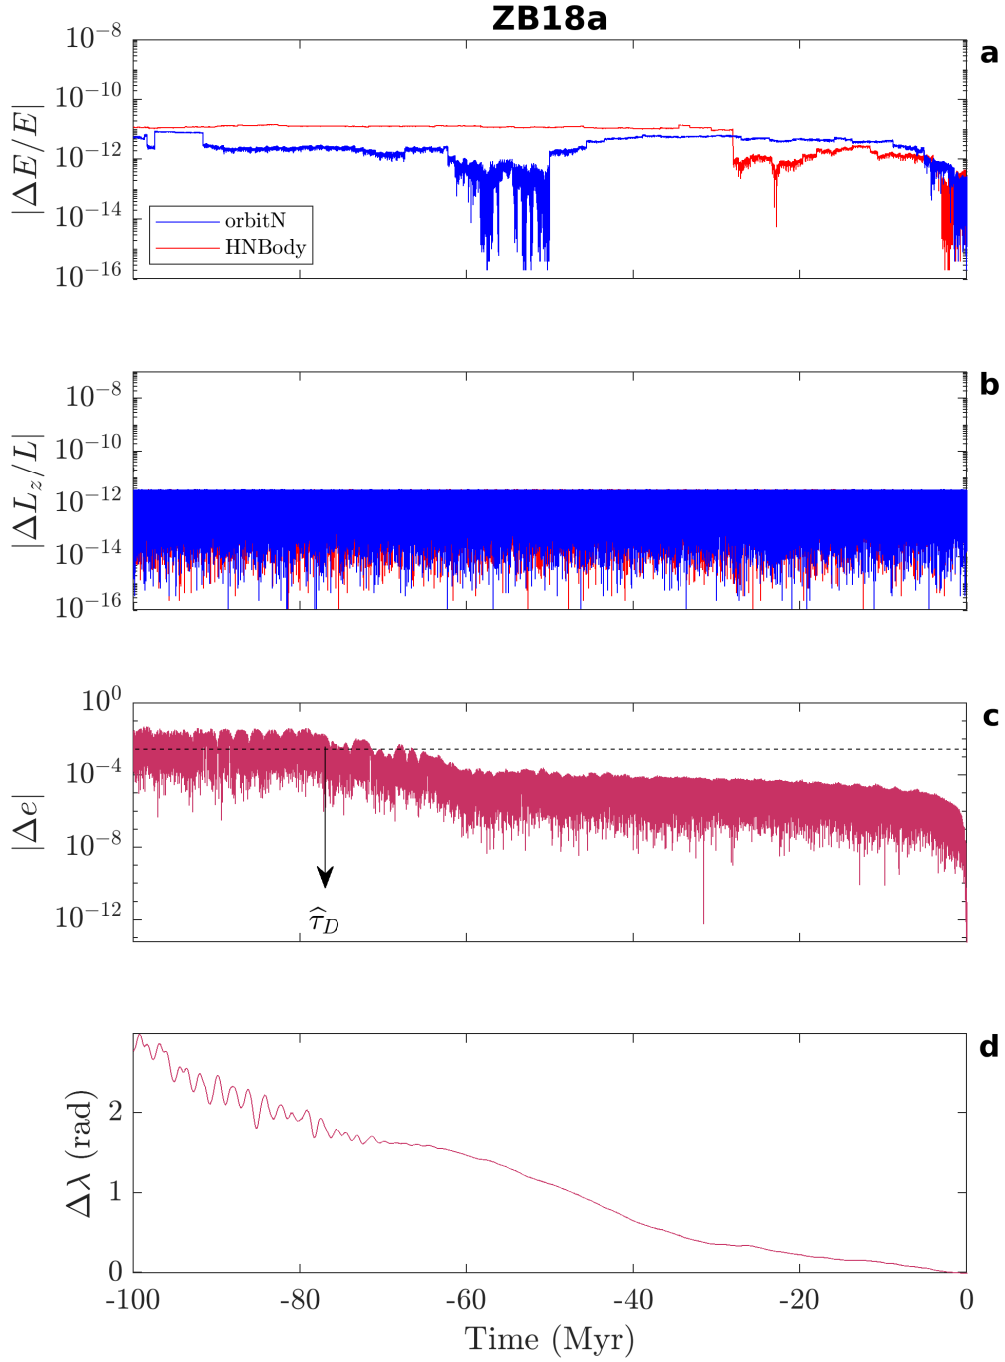 ZB18a
a
|ΔE/E|
10⁻⁸
10⁻¹⁰
10⁻¹²
10⁻¹⁴
10⁻¹⁶
orbitN
HNBody
b
|ΔL_z/L|
10⁻⁸
10⁻¹⁰
10⁻¹²
10⁻¹⁴
10⁻¹⁶
c
|Δe|
10⁰
10⁻⁴
10⁻⁸
10⁻¹²
τ̂_D
d
Δλ (rad)
2
1
0
-100 -80 -60 -40 -20 0
Time (Myr)